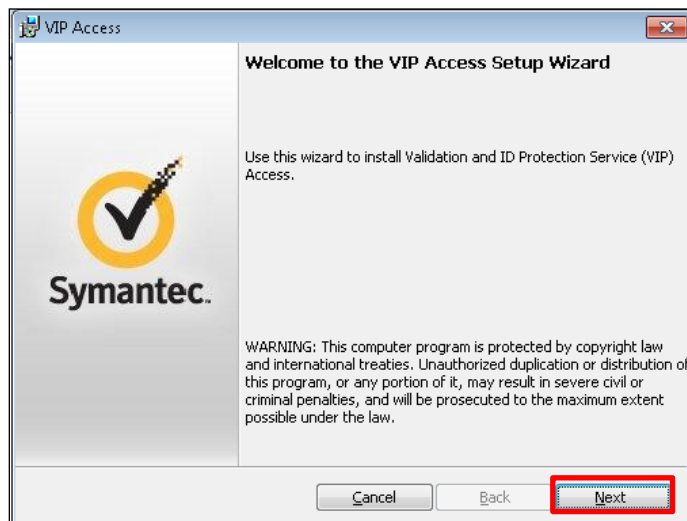 VIP Access
Welcome to the VIP Access Setup Wizard
Use this wizard to install Validation and ID Protection Service (VIP)
Access.
Symantec.
WARNING: This computer program is protected by copyright law
and international treaties. Unauthorized duplication or distribution of
this program, or any portion of it, may result in severe civil or
criminal penalties, and will be prosecuted to the maximum extent
possible under the law.
Cancel Back Next